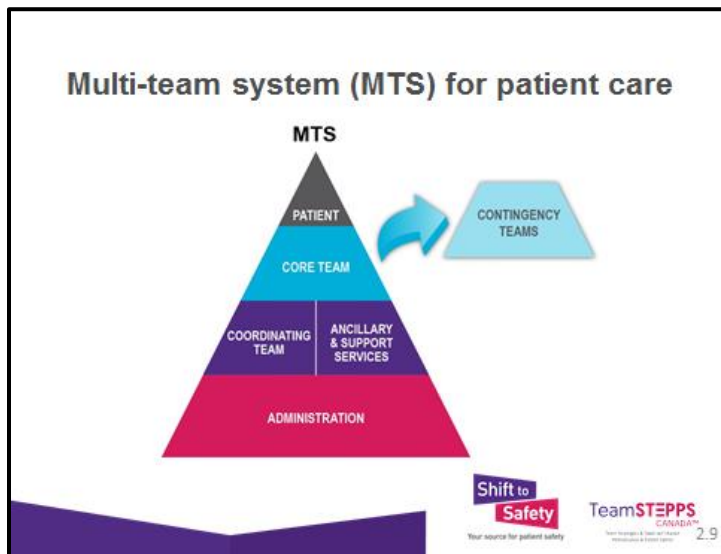 Multi-team system (MTS) for patient care
MTS
PATIENT
CONTINGENCY
TEAMS
CORE TEAM
COORDINATING
TEAM
ANCILLARY
& SUPPORT
SERVICES
ADMINISTRATION
Shift to
Safety
Your source for patient safety
TeamSTEPPS
CANADA™
2.9